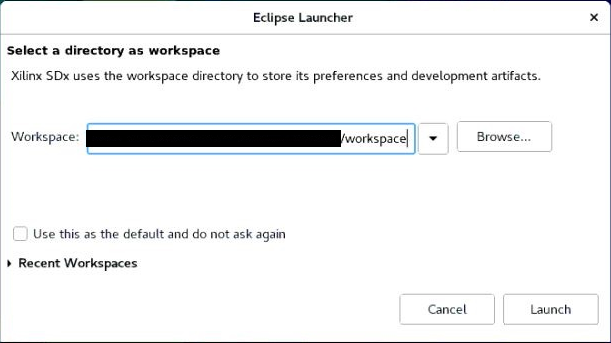 Eclipse Launcher
Select a directory as workspace
Xilinx SDx uses the workspace directory to store its preferences and development artifacts.
Workspace: /workspace Browse...
Use this as the default and do not ask again
Recent Workspaces
Cancel Launch